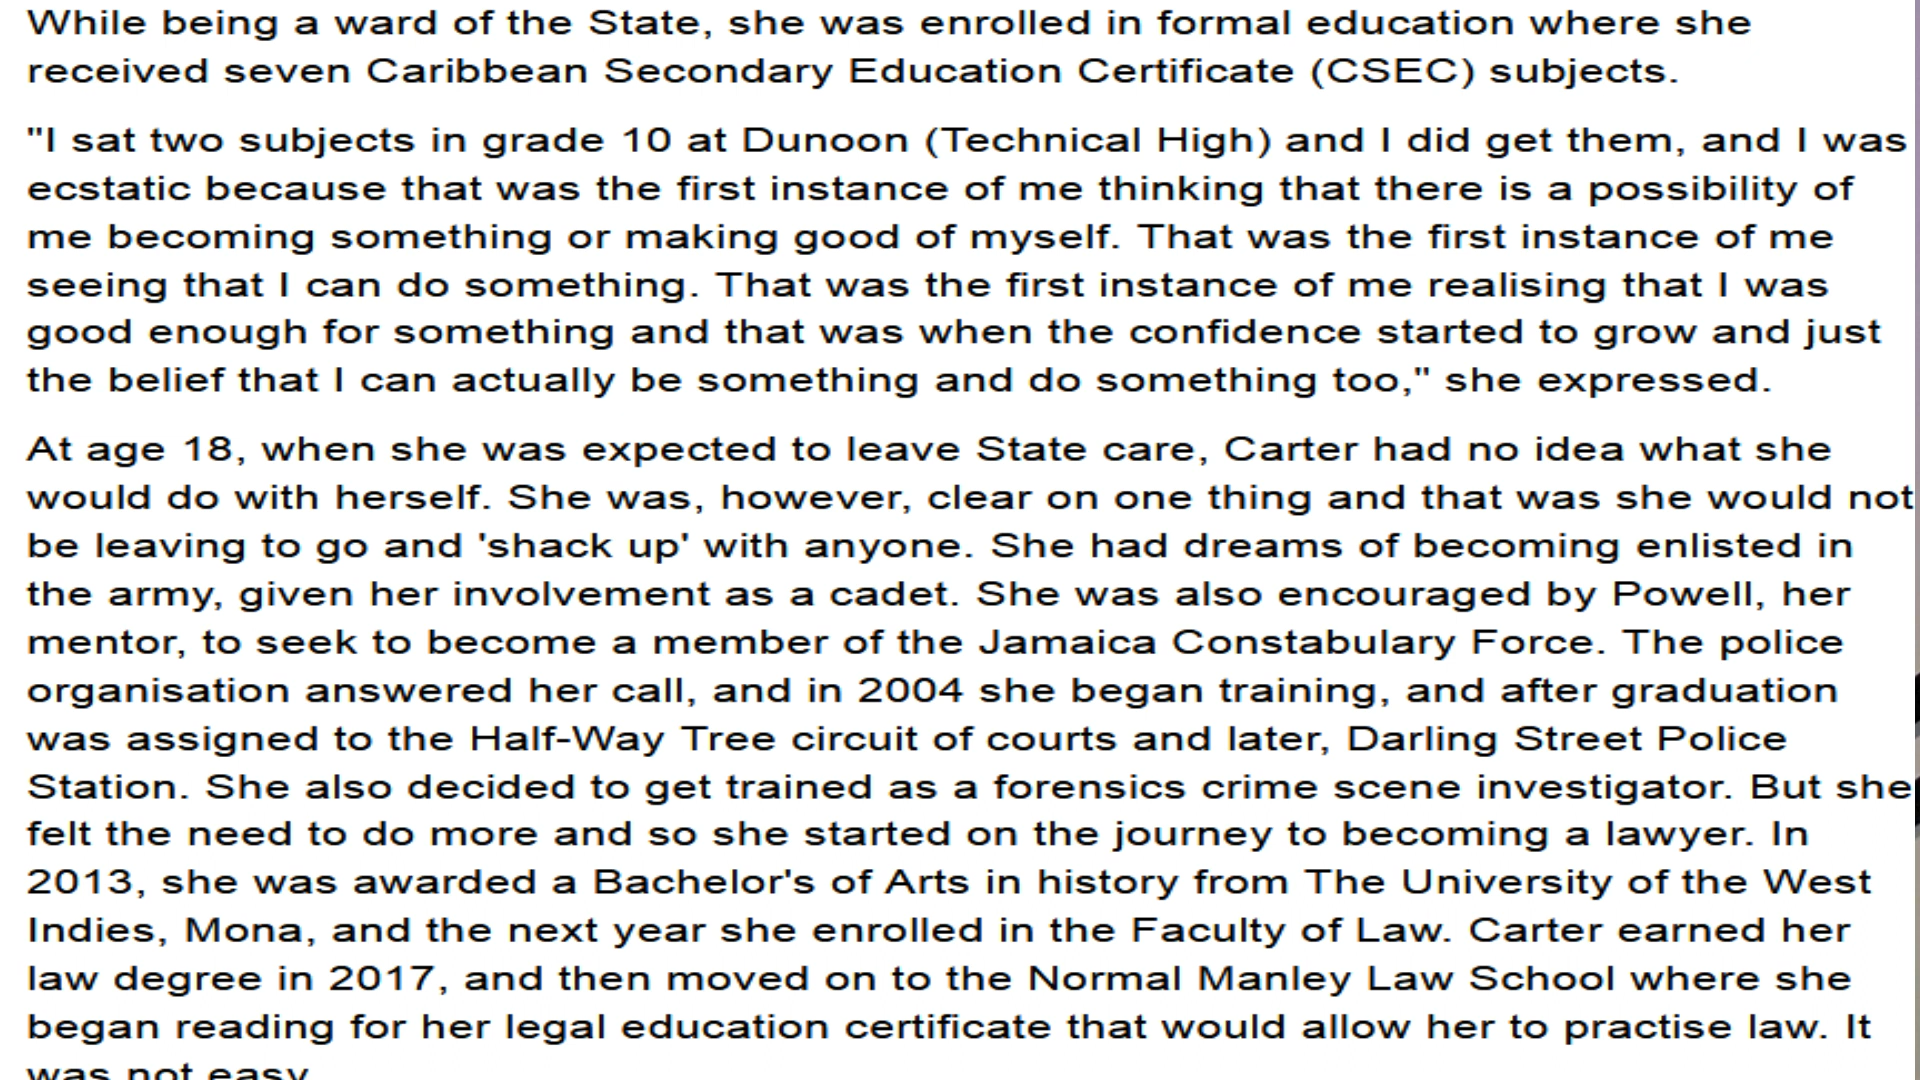 While being a ward of the State, she was enrolled in formal education where she
received seven Caribbean Secondary Education Certificate (CSEC) subjects.
"I sat two subjects in grade 10 at Dunoon (Technical High) and I did get them, and I was
ecstatic because that was the first instance of me thinking that there is a possibility of
me becoming something or making good of myself. That was the first instance of me
seeing that I can do something. That was the first instance of me realising that I was
good enough for something and that was when the confidence started to grow and just
the belief that I can actually be something and do something too," she expressed.
At age 18, when she was expected to leave State care, Carter had no idea what she
would do with herself. She was, however, clear on one thing and that was she would not
be leaving to go and 'shack up' with anyone. She had dreams of becoming enlisted in
the army, given her involvement as a cadet. She was also encouraged by Powell, her
mentor, to seek to become a member of the Jamaica Constabulary Force. The police
organisation answered her call, and in 2004 she began training, and after graduation
was assigned to the Half-Way Tree circuit of courts and later, Darling Street Police
Station. She also decided to get trained as a forensics crime scene investigator. But she
felt the need to do more and so she started on the journey to becoming a lawyer. In
2013, she was awarded a Bachelor's of Arts in history from The University of the West
Indies, Mona, and the next year she enrolled in the Faculty of Law. Carter earned her
law degree in 2017, and then moved on to the Normal Manley Law School where she
began reading for her legal education certificate that would allow her to practise law. It
was not easy